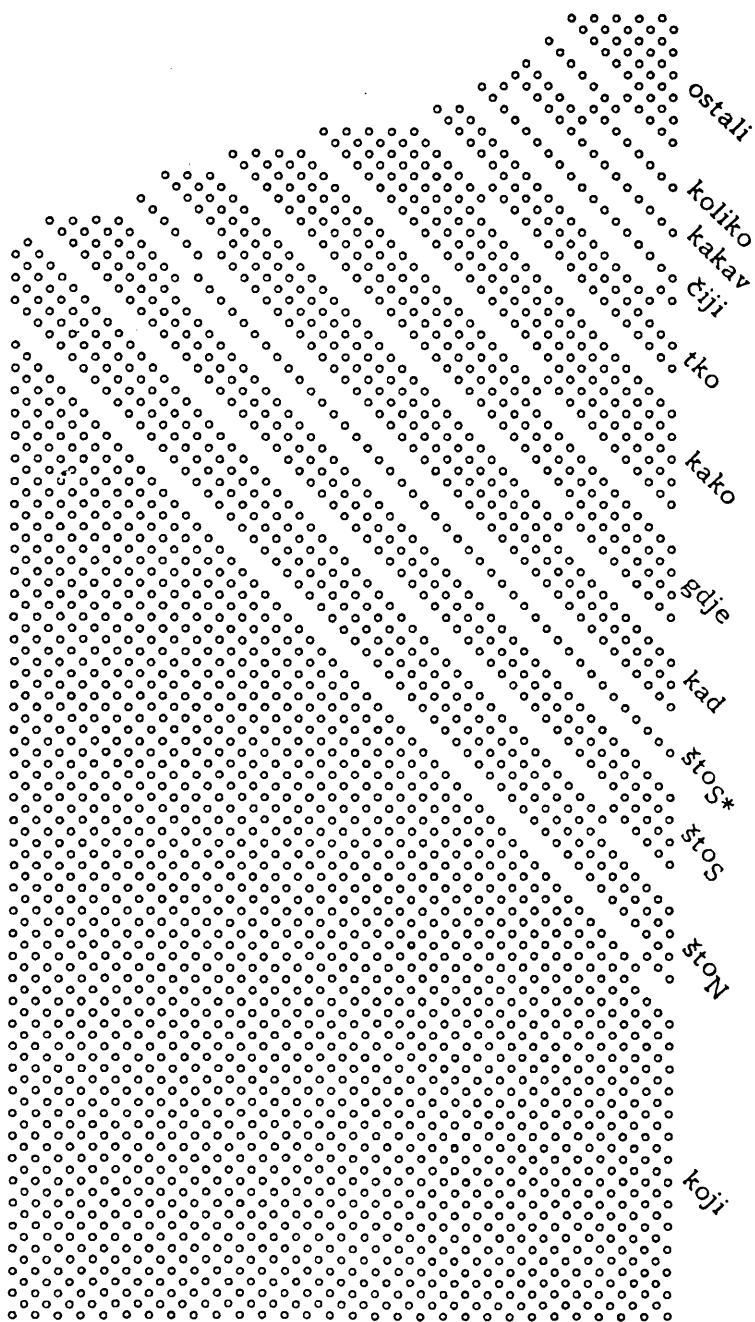 ostali
koliko
kakav
čiji
tko
kako
gdje
kad
štoS*
štoS
štoN
koji